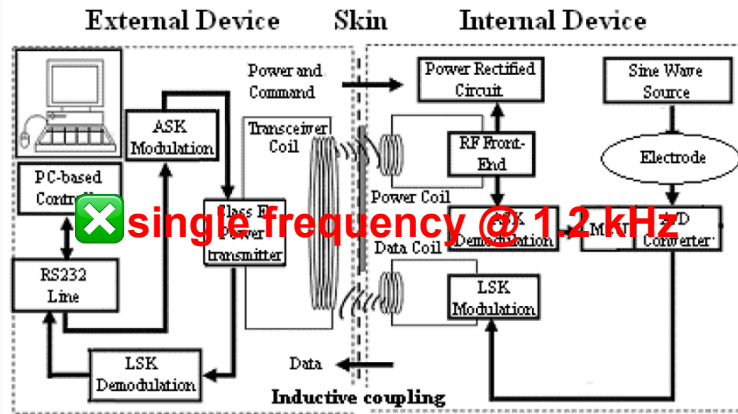 External Device
Skin
Internal Device
Power and
Command
Power Rectified
Circuit
Sine Wave
Source
ASK
Modulation
Transceiver
Coil
RF Front-
End
Electrode
PC-based
Power Coil
Class E
Power
transmitter
single frequency @ 1.2 kHz
ASK
Demodulation
A/D
Converter
Data Coil
RS232
Line
LSK
Modulation
LSK
Demodulation
Data
Inductive coupling